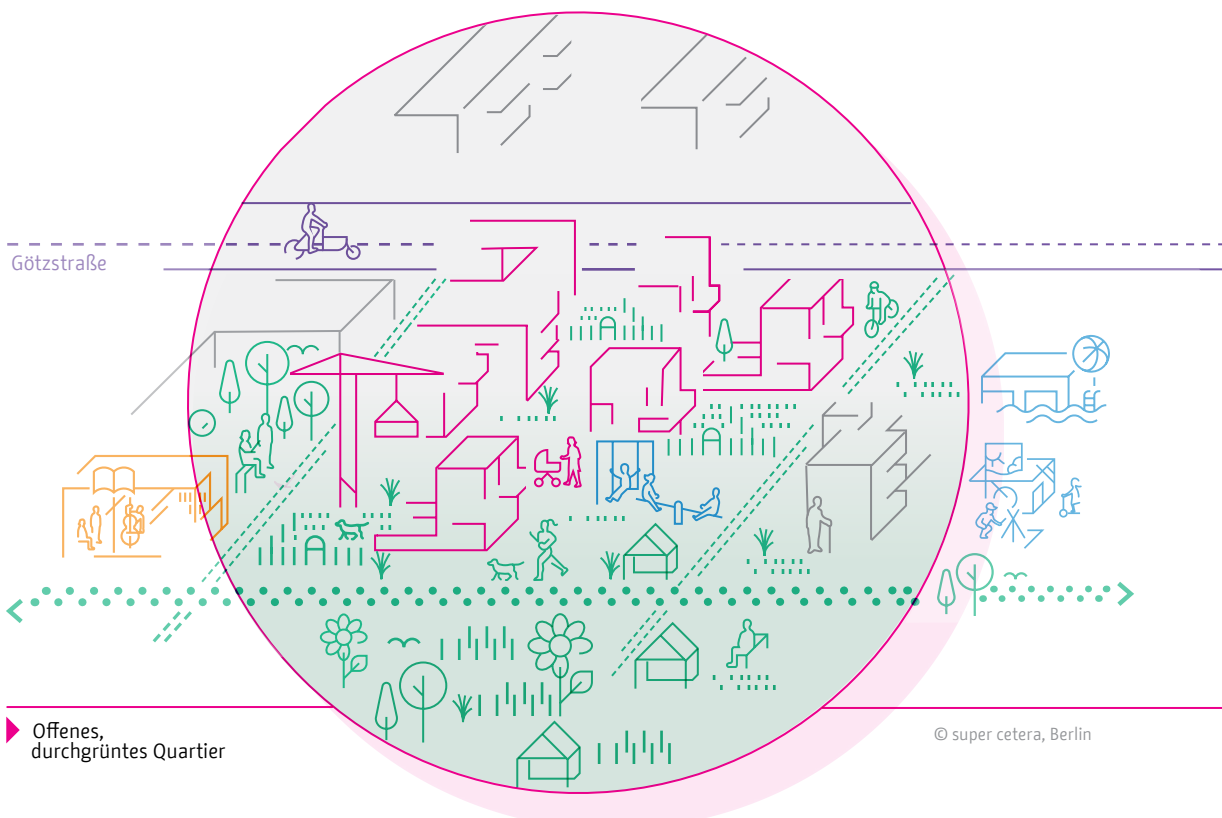 Götzstraße
Offenes,
durchgrüntes Quartier
© super cetera, Berlin